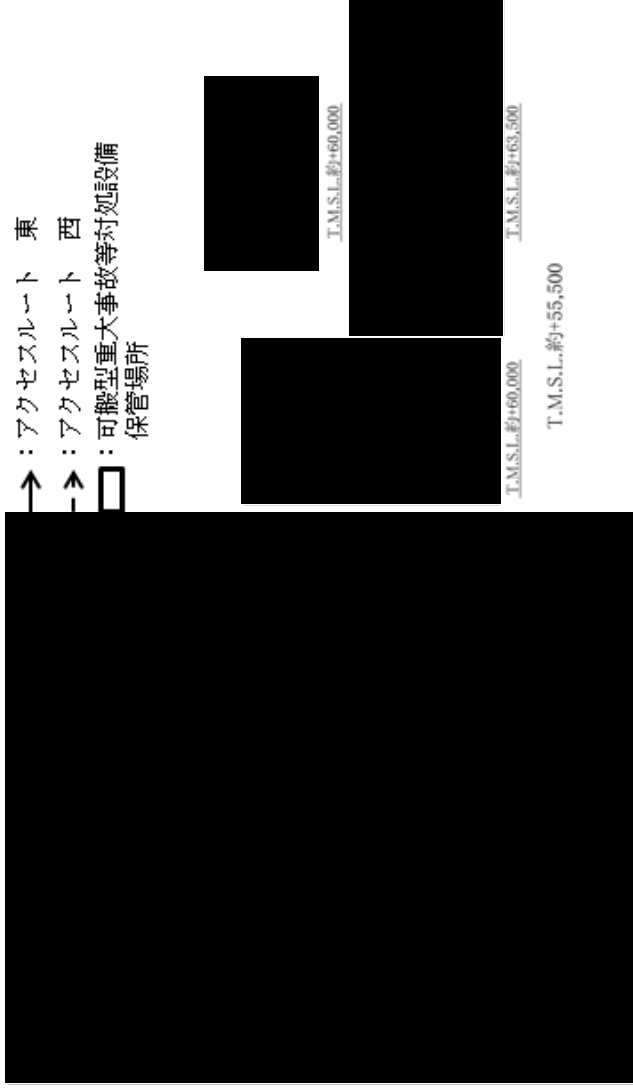 ：アクセスルート　東
：アクセスルート　西
：可搬型重大事故等対処設備
保管場所
T.M.S.L.約+60,000
T.M.S.L.約+63,500
T.M.S.L.約+60,000
T.M.S.L.約+55,500